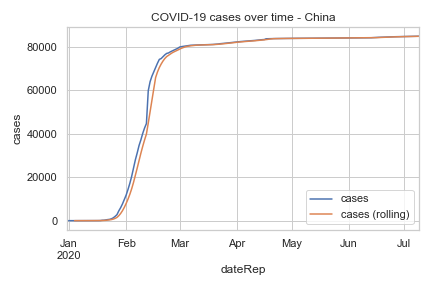 COVID-19 cases over time - China
80000
60000
40000
20000
0
cases
Jan
2020
Feb
Mar
Apr
May
Jun
Jul
dateRep
cases
cases (rolling)